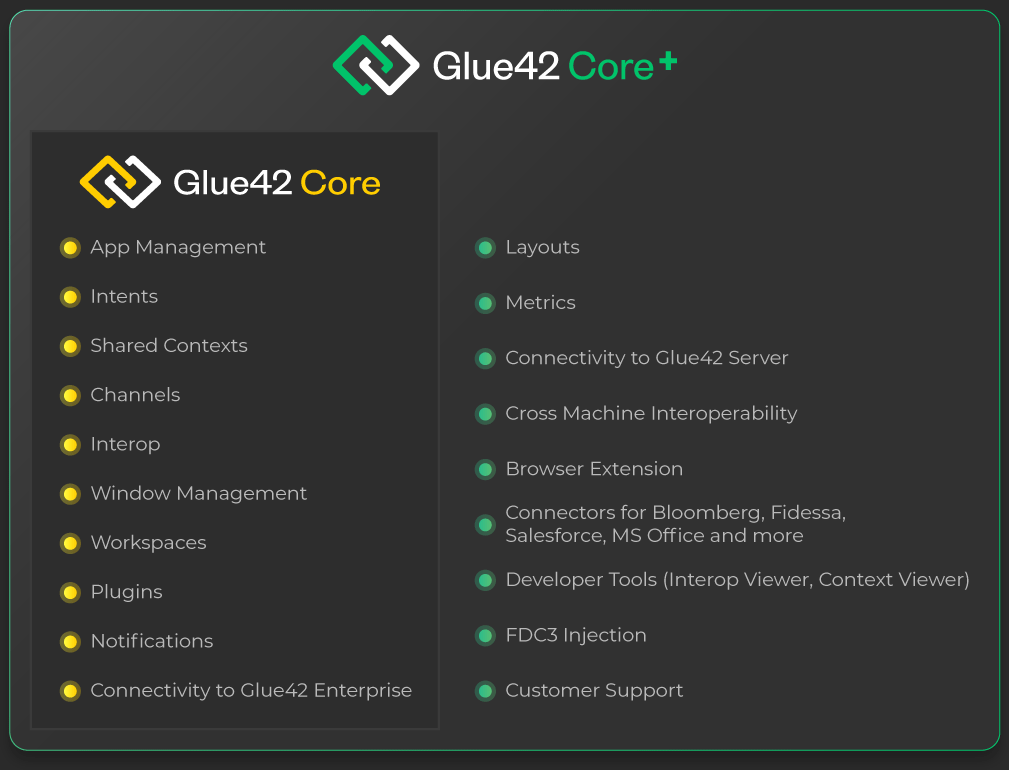 Glue42 Core+
Glue42 Core
App Management
Intents
Shared Contexts
Channels
Interop
Window Management
Workspaces
Plugins
Notifications
Connectivity to Glue42 Enterprise
Layouts
Metrics
Connectivity to Glue42 Server
Cross Machine Interoperability
Browser Extension
Connectors for Bloomberg, Fidessa,
Salesforce, MS Office and more
Developer Tools (Interop Viewer, Context Viewer)
FDC3 Injection
Customer Support